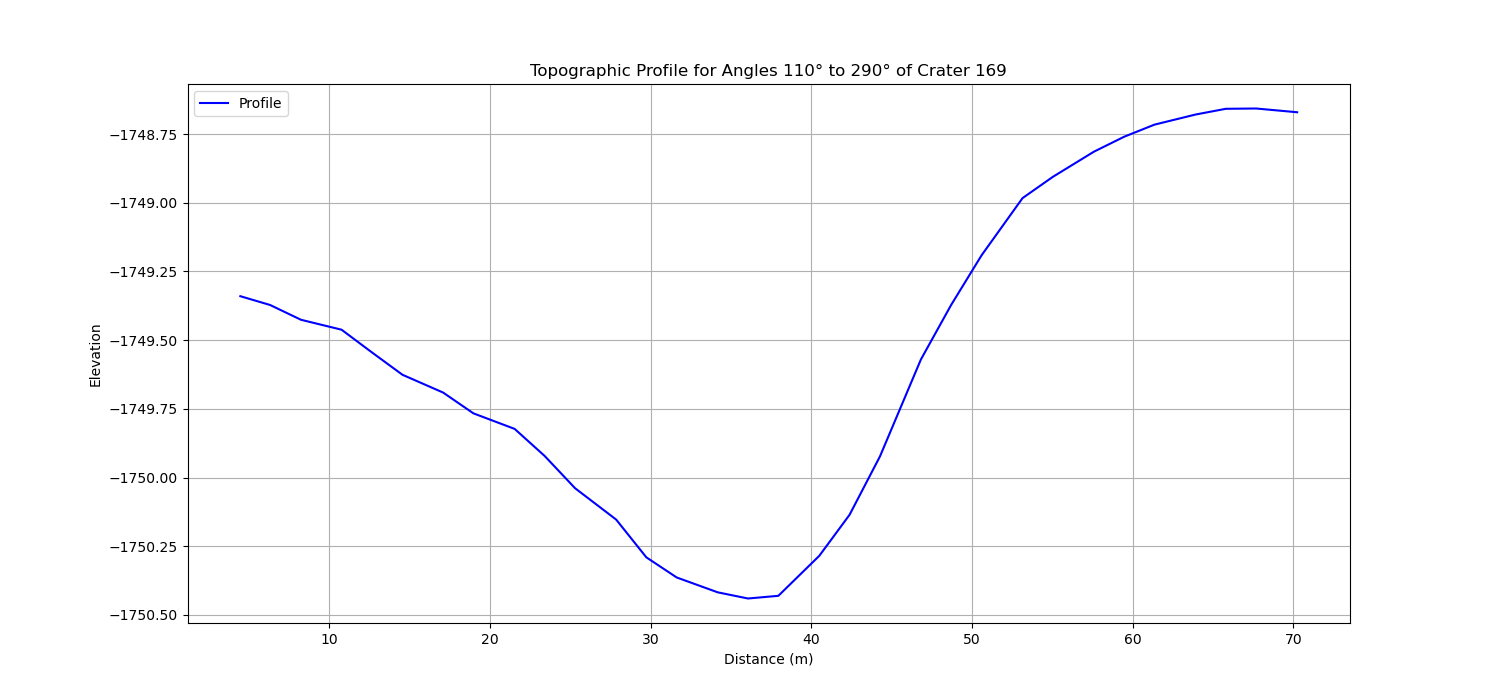 Topographic Profile for Angles 110° to 290° of Crater 169
Profile
−1748.75
−1749.00
−1749.25
−1749.50
−1749.75
−1750.00
−1750.25
−1750.50
Elevation
10 20 30 40 50 60 70
Distance (m)